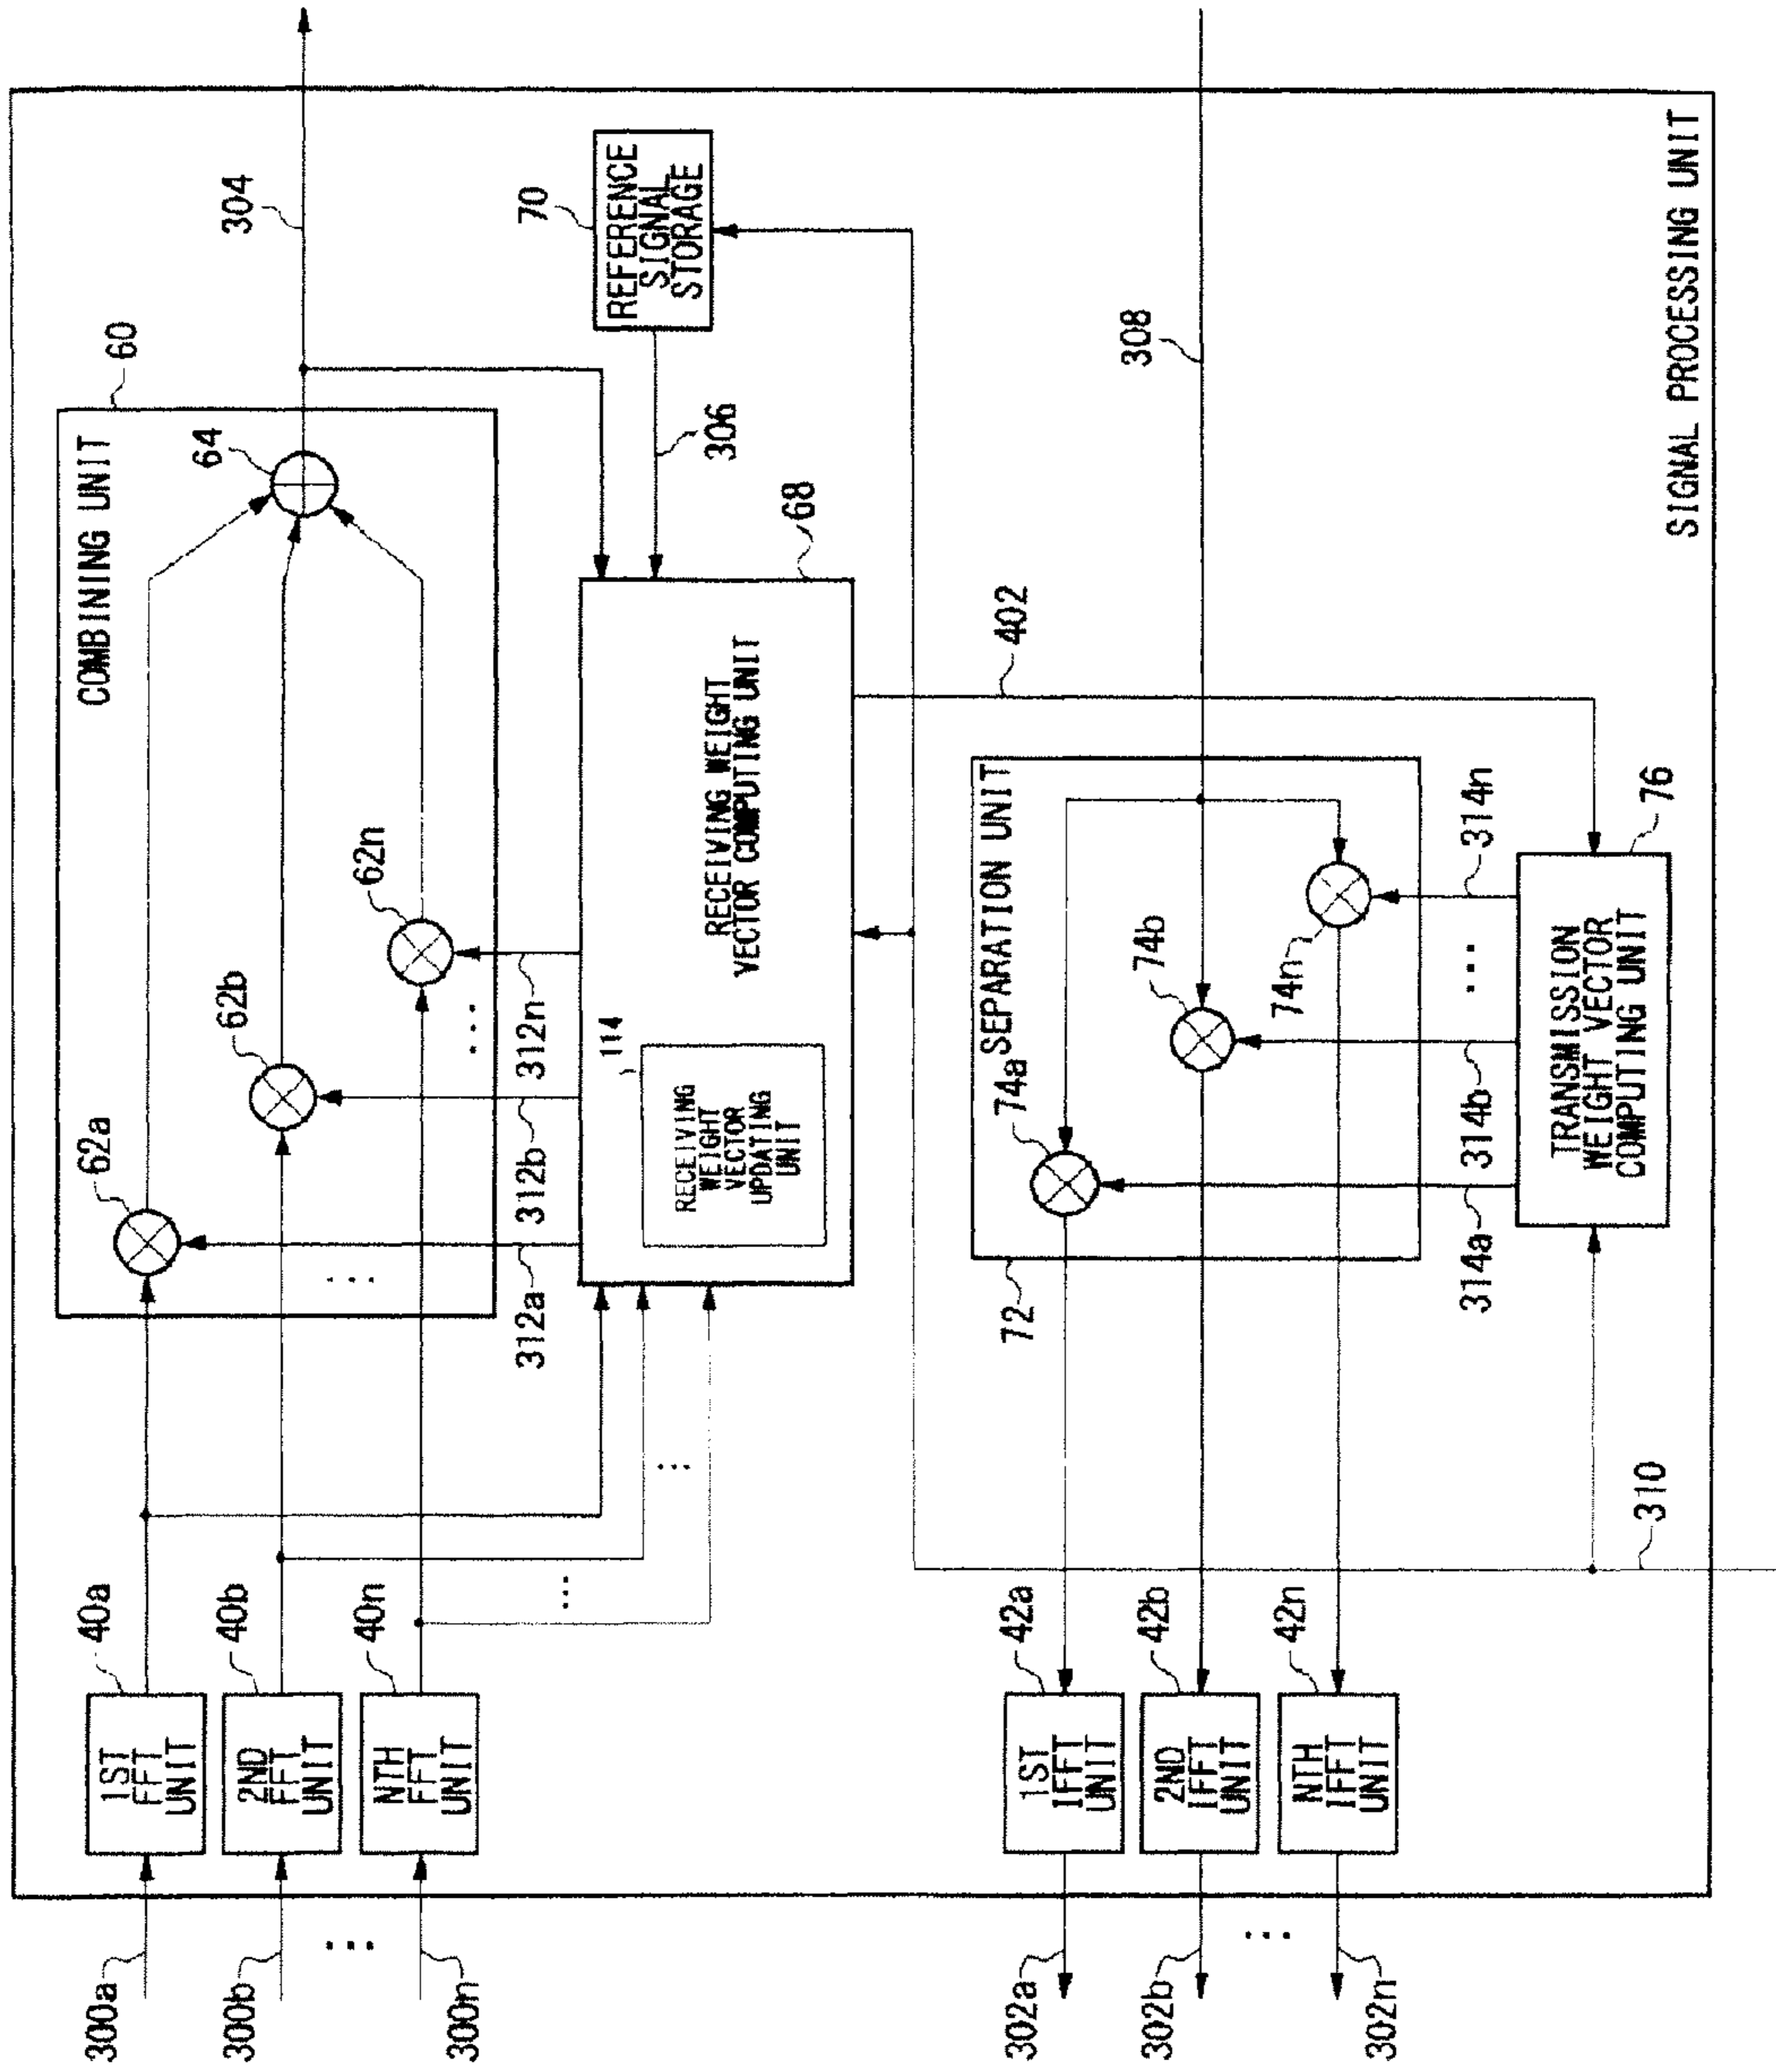 300a
300b
300n
...
1ST
FFT
UNIT
40a
2ND
FFT
UNIT
40b
NTH
FFT
UNIT
40n
...
...
COMBINING UNIT
60
62a
62b
62n
64
...
...
304
312a
312b
312n
RECEIVING WEIGHT
VECTOR COMPUTING UNIT
68
114
RECEIVING
WEIGHT
VECTOR
UPDATING
UNIT
306
70
REFERENCE
SIGNAL
STORAGE
402
308
SEPARATION UNIT
72
74a
74b
74n
314a
314b
...
314n
TRANSMISSION
WEIGHT VECTOR
COMPUTING UNIT
76
310
1ST
IFFT
UNIT
42a
2ND
IFFT
UNIT
42b
NTH
IFFT
UNIT
42n
302a
302b
...
302n
SIGNAL PROCESSING UNIT